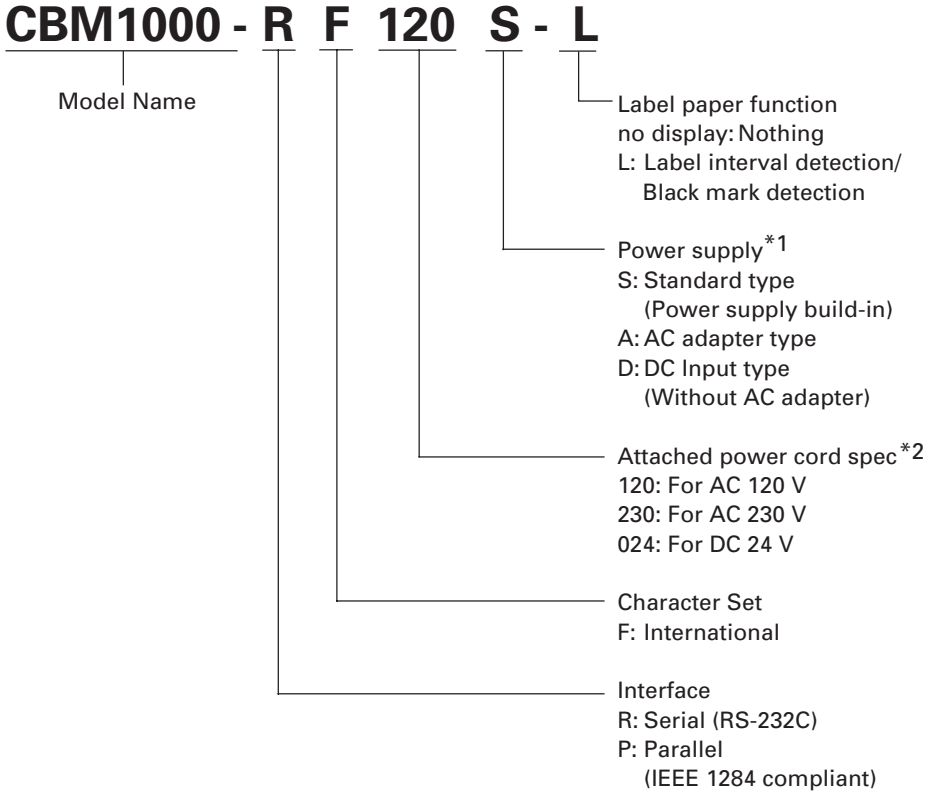 CBM1000 - R F 120 S - L
Model Name
Label paper function
no display: Nothing
L: Label interval detection/
Black mark detection
Power supply*1
S: Standard type
(Power supply build-in)
A: AC adapter type
D: DC Input type
(Without AC adapter)
Attached power cord spec*2
120: For AC 120 V
230: For AC 230 V
024: For DC 24 V
Character Set
F: International
Interface
R: Serial (RS-232C)
P: Parallel
(IEEE 1284 compliant)